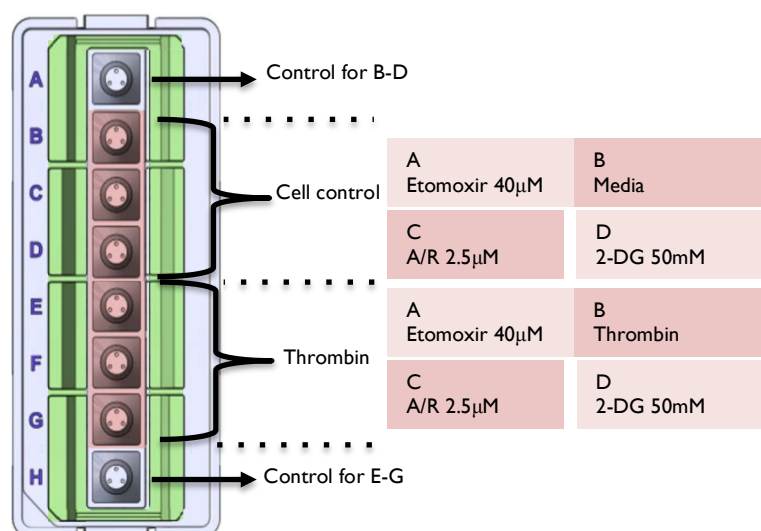 A
Control for B-D
B
C
Cell control
D
A
Etomoxir 40μM
B
Media
C
A/R 2.5μM
D
2-DG 50mM
E
F
Thrombin
G
A
Etomoxir 40μM
B
Thrombin
C
A/R 2.5μM
D
2-DG 50mM
H
Control for E-G